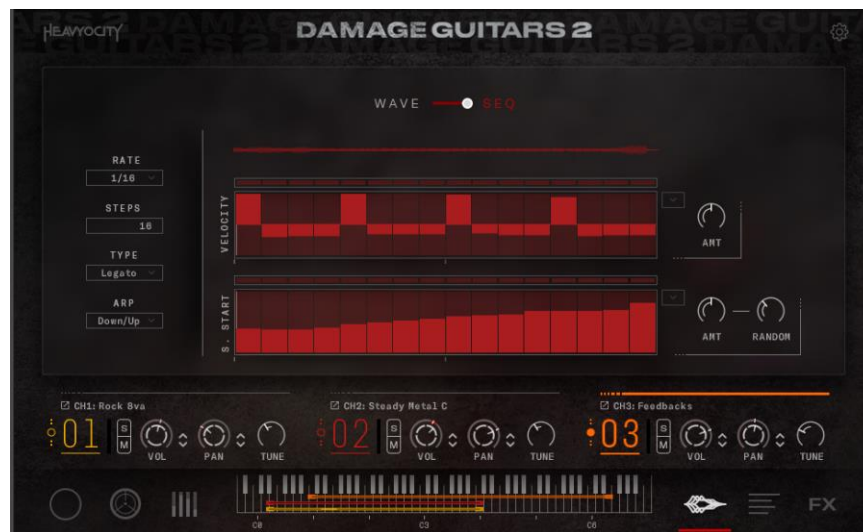 HEAVYOCITY
DAMAGE GUITARS 2
WAVE SEQ
RATE
1/16
STEPS
16
TYPE
Legato
ARP
Down/Up
VELOCITY
AMT
S. START
AMT
RANDOM
CH1: Rock 8va
01
S
M
VOL
PAN
TUNE
CH2: Steady Metal C
02
S
M
VOL
PAN
TUNE
CH3: Feedbacks
03
S
M
VOL
PAN
TUNE
C0
C3
C6
FX